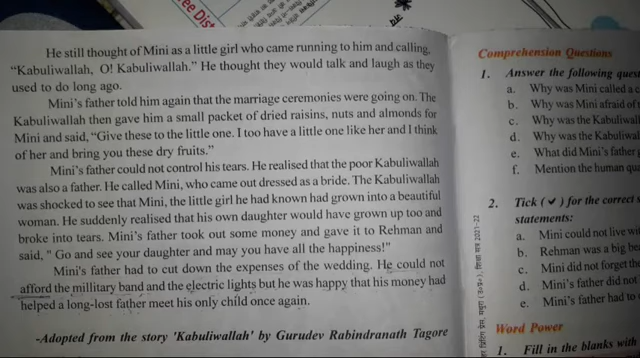 He still thought of Mini as a little girl who came running to him and calling,
“Kabuliwallah, O! Kabuliwallah.” He thought they would talk and laugh as they
used to do long ago.
Mini’s father told him again that the marriage ceremonies were going on. The
Kabuliwallah then gave him a small packet of dried raisins, nuts and almonds for
Mini and said, “Give these to the little one. I too have a little one like her and I think
of her and bring you these dry fruits.”
Mini’s father could not control his tears. He realised that the poor Kabuliwallah
was also a father. He called Mini, who came out dressed as a bride. The Kabuliwallah
was shocked to see that Mini, the little girl he had known had grown into a beautiful
woman. He suddenly realised that his own daughter would have grown up too and
broke into tears. Mini’s father took out some money and gave it to Rehman and
said, " Go and see your daughter and may you have all the happiness!"
Mini's father had to cut down the expenses of the wedding. He could not
afford the millitary band and the electric lights but he was happy that his money had
helped a long-lost father meet his only child once again.
-Adopted from the story 'Kabuliwallah' by Gurudev Rabindranath Tagore
Comprehension Questions
1. Answer the following
a. Why was Mini called a
b. Why was Mini afraid of
c. Why was the
d. Why was the
e. What did Mini's father
f. Mention the human
2. Tick (✔) for the correct
statements:
a. Mini could not live
b. Rehman was a big
c. Mini did not forget the
d. Mini's father did not
e. Mini's father had to
Word Power
1. Fill in the blanks with
2021-22